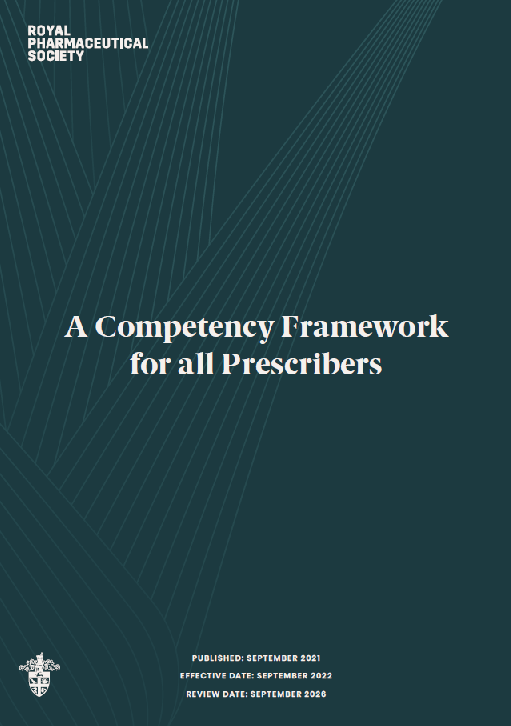 ROYAL
PHARMACEUTICAL
SOCIETY
A Competency Framework
for all Prescribers
PUBLISHED: SEPTEMBER 2021
EFFECTIVE DATE: SEPTEMBER 2022
REVIEW DATE: SEPTEMBER 2026